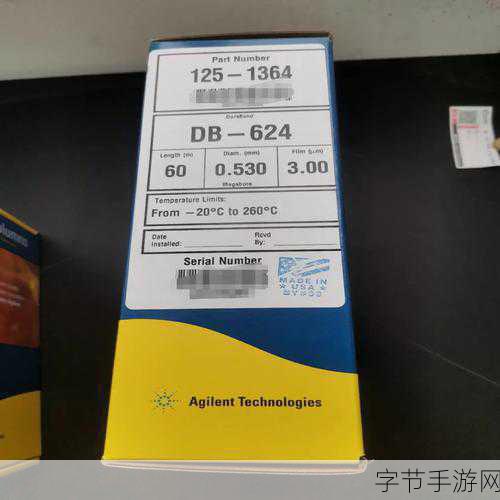 Part Number
125-1364
DuraBond
DB-624
Length (m)
Diam. (mm)
Film (μm)
60
0.530
3.00
Megabore
Temperature Limits:
From -20°C to 260°C
Date
Installed:
Rcvd
By:
Serial Number
MADE IN
USA
Agilent Technologies
字节手游网